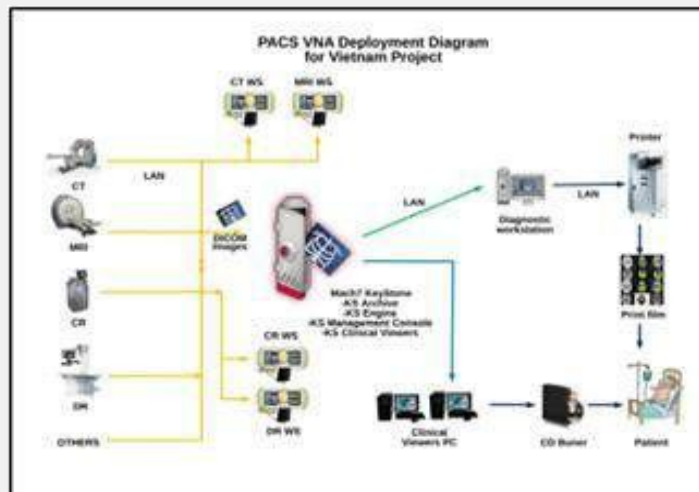 PACS VNA Deployment Diagram
for Vietnam Project
CT WS
MRI WS
CT
LAN
MRI
DICOM
Images
CR
DR
OTHERS
Mach7 KeyStone
-KS Archive
-KS Engine
-KS Management Console
-KS Clinical Viewers
CR WS
DR WS
LAN
Diagnostic
workstation
LAN
Printer
Print film
Clinical
Viewers PC
CD Buner
Patient